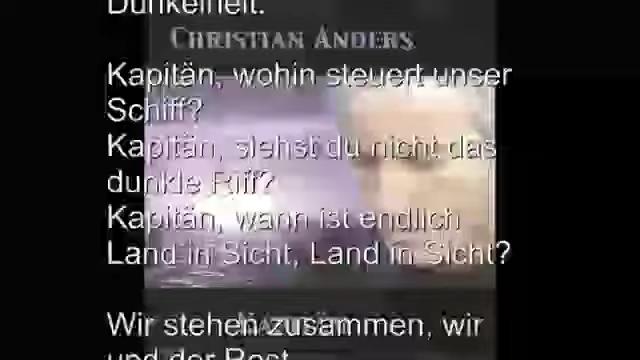 Dunkelheit.
CHRISTIAN ANDERS
Kapitän, wohin steuert unser
Schiff?
Kapitän, siehst du nicht das
dunkle Riff?
Kapitän, wann ist endlich
Land in Sicht, Land in Sicht?
Wir stehen zusammen, wir
und der Rest